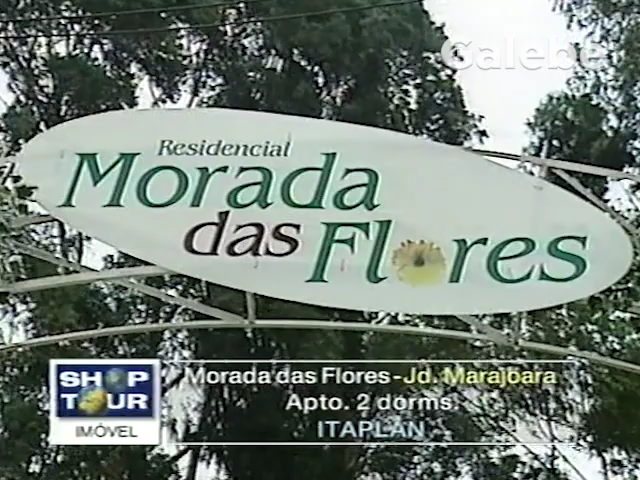 Galebe
Residencial
Morada
das Flores
SHOP
TOUR
IMÓVEL
Morada das Flores - Jd. Marajoara
Apto. 2 dorms.
ITAPLAN